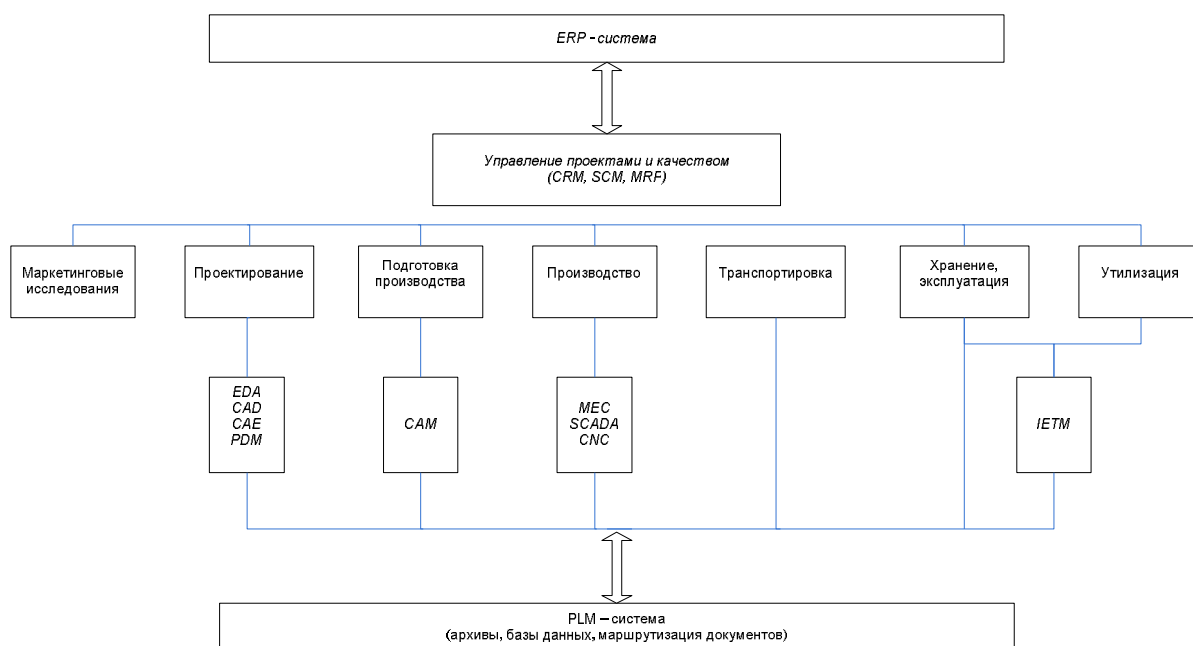 ERP - система
Управление проектами и качеством
(CRM, SCM, MRF)
Маркетинговые
исследования
Проектирование
Подготовка
производства
Производство
Транспортировка
Хранение,
эксплуатация
Утилизация
EDA
CAD
CAE
PDM
CAM
MEC
SCADA
CNC
IETM
PLM – система
(архивы, базы данных, маршрутизация документов)